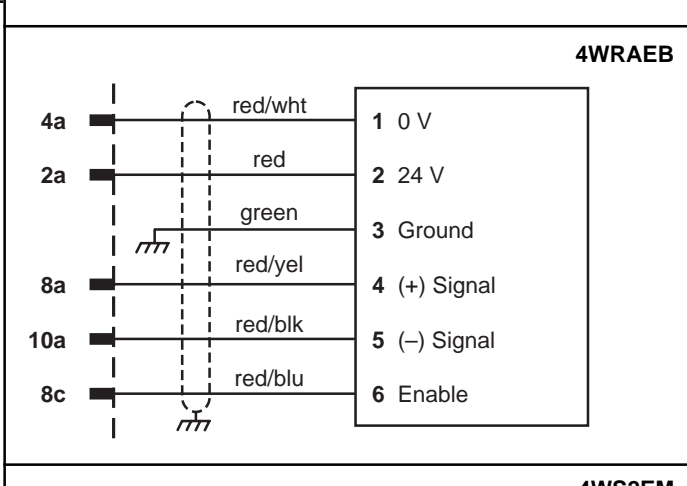 4WRAEB
4a red/wht 1 0 V
2a red 2 24 V
green 3 Ground
8a red/yel 4 (+) Signal
10a red/blk 5 (–) Signal
8c red/blu 6 Enable